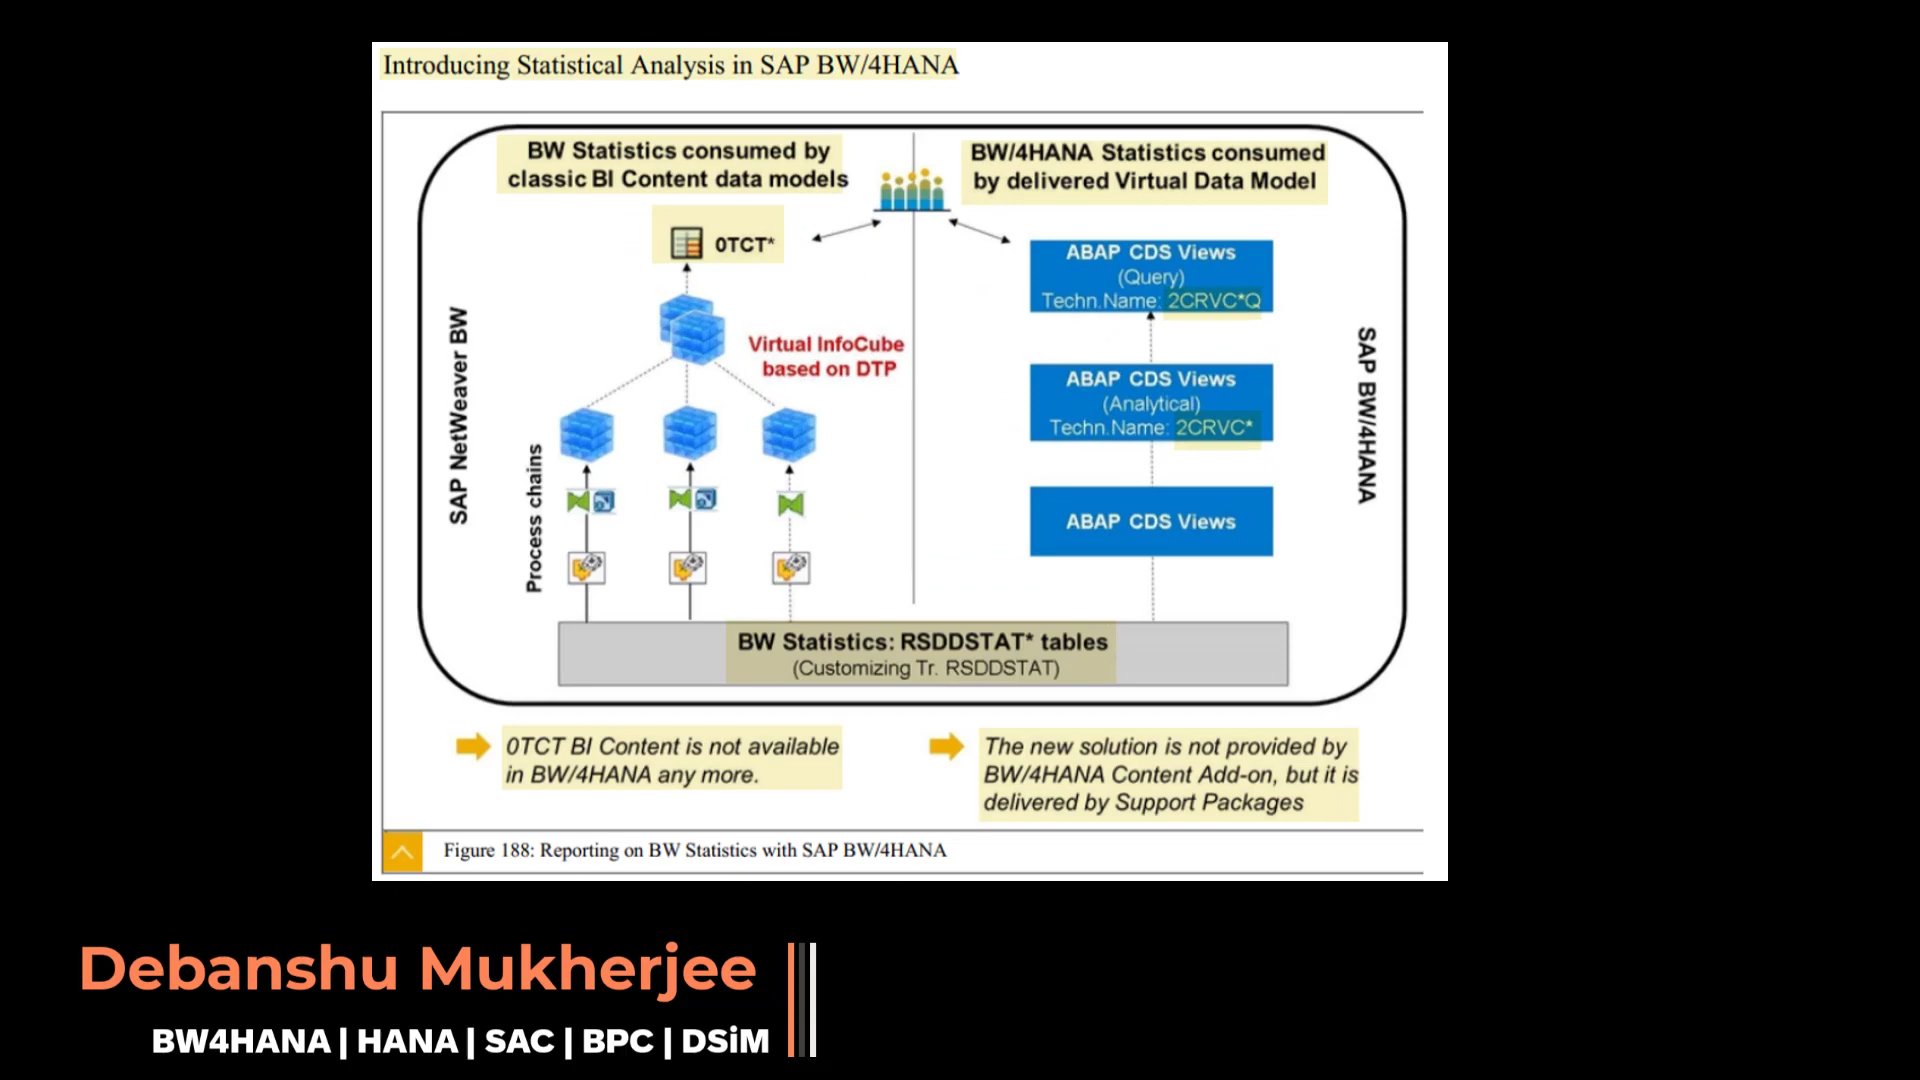 Introducing Statistical Analysis in SAP BW/4HANA
BW Statistics consumed by
classic BI Content data models
BW/4HANA Statistics consumed
by delivered Virtual Data Model
0TCT*
ABAP CDS Views
(Query)
Techn.Name: 2CRVC*Q
Virtual InfoCube
based on DTP
ABAP CDS Views
(Analytical)
Techn.Name: 2CRVC*
SAP NetWeaver BW
Process chains
SAP BW/4HANA
ABAP CDS Views
BW Statistics: RSDDSTAT* tables
(Customizing Tr. RSDDSTAT)
0TCT BI Content is not available
in BW/4HANA any more.
The new solution is not provided by
BW/4HANA Content Add-on, but it is
delivered by Support Packages
Figure 188: Reporting on BW Statistics with SAP BW/4HANA
Debanshu Mukherjee
BW4HANA | HANA | SAC | BPC | DSiM